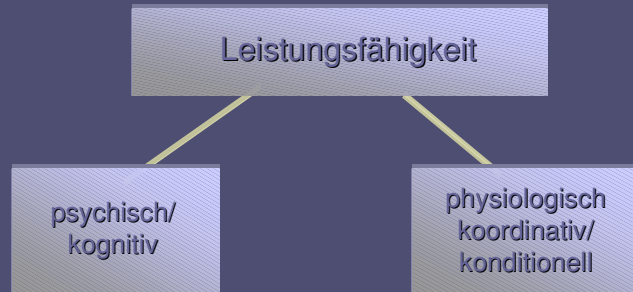 Leistungsfähigkeit
psychisch/
kognitiv
physiologisch
koordinativ/
konditionell